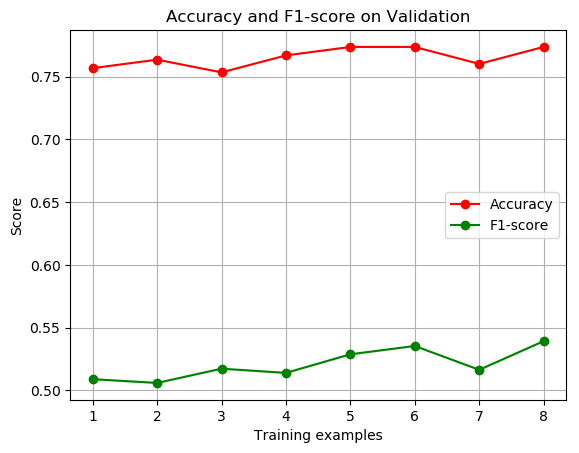 Accuracy and F1-score on Validation
0.75
0.70
0.65
0.60
0.55
0.50
Score
Accuracy
F1-score
1 2 3 4 5 6 7 8
Training examples